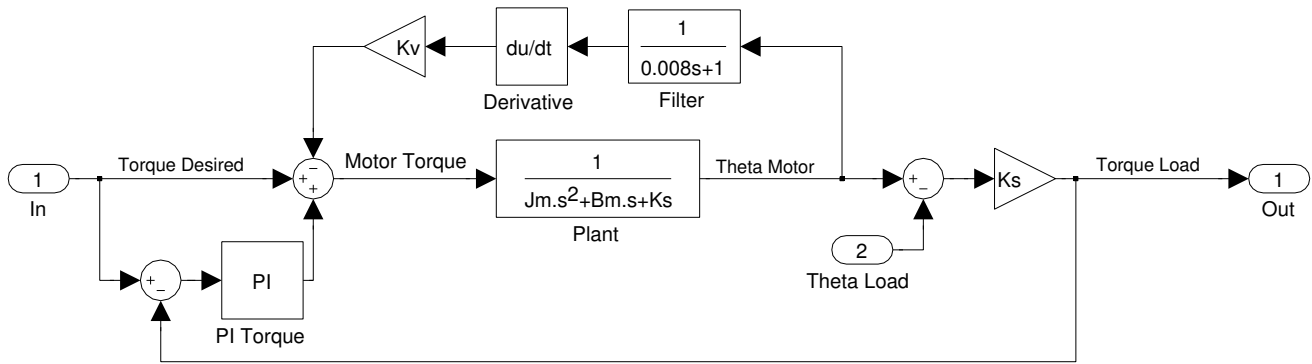 Kv
du/dt
1
0.008s+1
Derivative
Filter
1
In
Torque Desired
Motor Torque
1
Jm.s²+Bm.s+Ks
Plant
Theta Motor
Ks
Torque Load
1
Out
2
Theta Load
PI
PI Torque